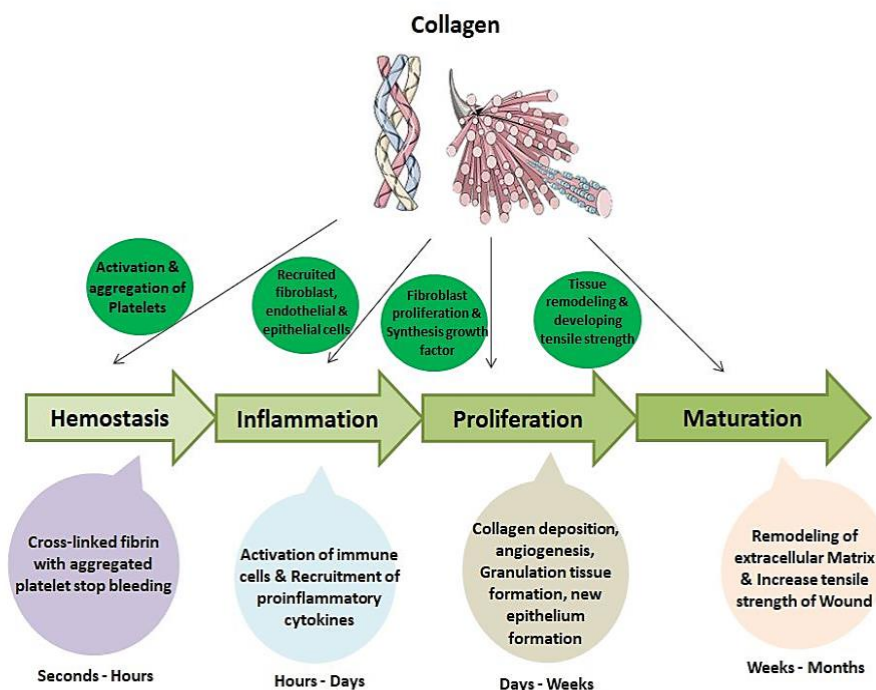 Collagen
Activation &
aggregation of
Platelets
Recruited
fibroblast,
endothelial &
epithelial cells
Fibroblast
proliferation &
Synthesis growth
factor
Tissue
remodeling &
developing
tensile strength
Hemostasis
Inflammation
Proliferation
Maturation
Cross-linked fibrin
with aggregated
platelet stop bleeding
Activation of immune
cells & Recruitment of
proinflammatory
cytokines
Collagen deposition,
angiogenesis,
Granulation tissue
formation, new
epithelium
formation
Remodeling of
extracellular Matrix
& Increase tensile
strength of Wound
Seconds - Hours
Hours - Days
Days - Weeks
Weeks - Months